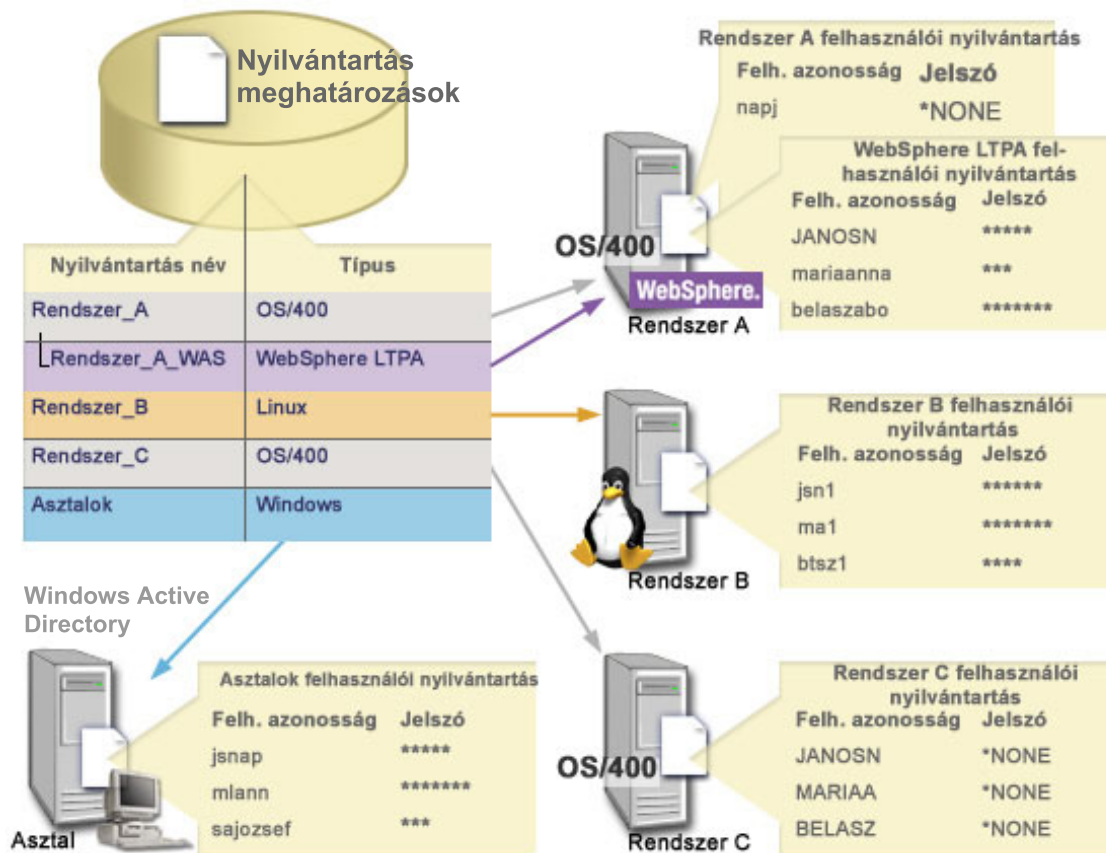 Nyilvántartás
meghatározások
Nyilvántartás név Típus
Rendszer_A OS/400
Rendszer_A_WAS WebSphere LTPA
Rendszer_B Linux
Rendszer_C OS/400
Asztalok Windows
Rendszer A felhasználói nyilvántartás
Felh. azonosság Jelszó
napj *NONE
WebSphere LTPA fel-
használói nyilvántartás
Felh. azonosság Jelszó
JANOSN *****
mariaanna ***
belaszabo *******
OS/400
WebSphere.
Rendszer A
Rendszer B felhasználói
nyilvántartás
Felh. azonosság Jelszó
jsn1 ******
ma1 *******
btsz1 ****
Rendszer B
Windows Active
Directory
Asztalok felhasználói nyilvántartás
Felh. azonosság Jelszó
jsnap *****
mlann *******
sajozsef ***
Asztal
Rendszer C felhasználói
nyilvántartás
Felh. azonosság Jelszó
JANOSN *NONE
MARIAA *NONE
BELASZ *NONE
OS/400
Rendszer C